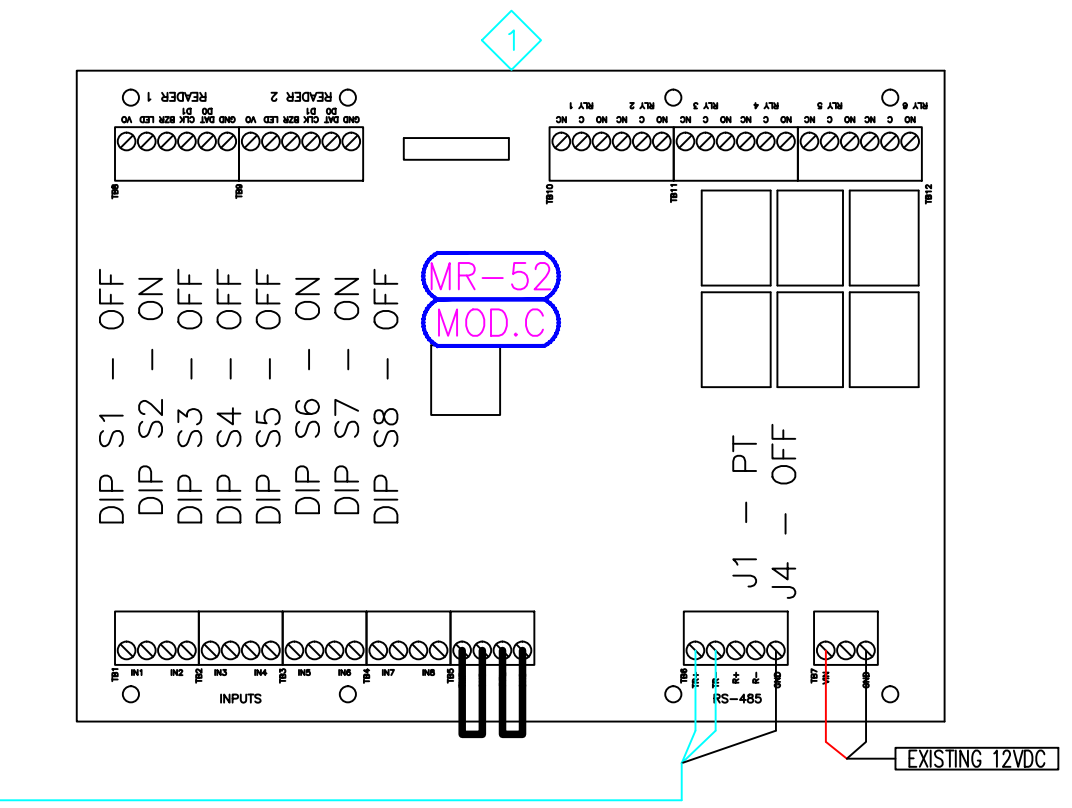 1
READER 1
READER 2
VO LED BZR CLK D1 DAT D0 GND VO LED BZR CLK D1 DAT D0 GND
TB8
TB9
RLY 1 RLY 2 RLY 3 RLY 4 RLY 5 RLY 6
NC C NO NC C NO NC C NO NC C NO NC C NO NC C NO
TB10
TB11
TB12
MR-52
MOD.C
DIP S1 - OFF
DIP S2 - ON
DIP S3 - OFF
DIP S4 - OFF
DIP S5 - OFF
DIP S6 - ON
DIP S7 - ON
DIP S8 - OFF
J1 - PT
J4 - OFF
TB1 IN1 IN2 TB2 IN3 IN4 TB3 IN5 IN6 TB4 IN7 IN8 TB5
INPUTS
TB6 TR+ TR- R+ R- GND
RS-485
TB7 VIN GND
EXISTING 12VDC